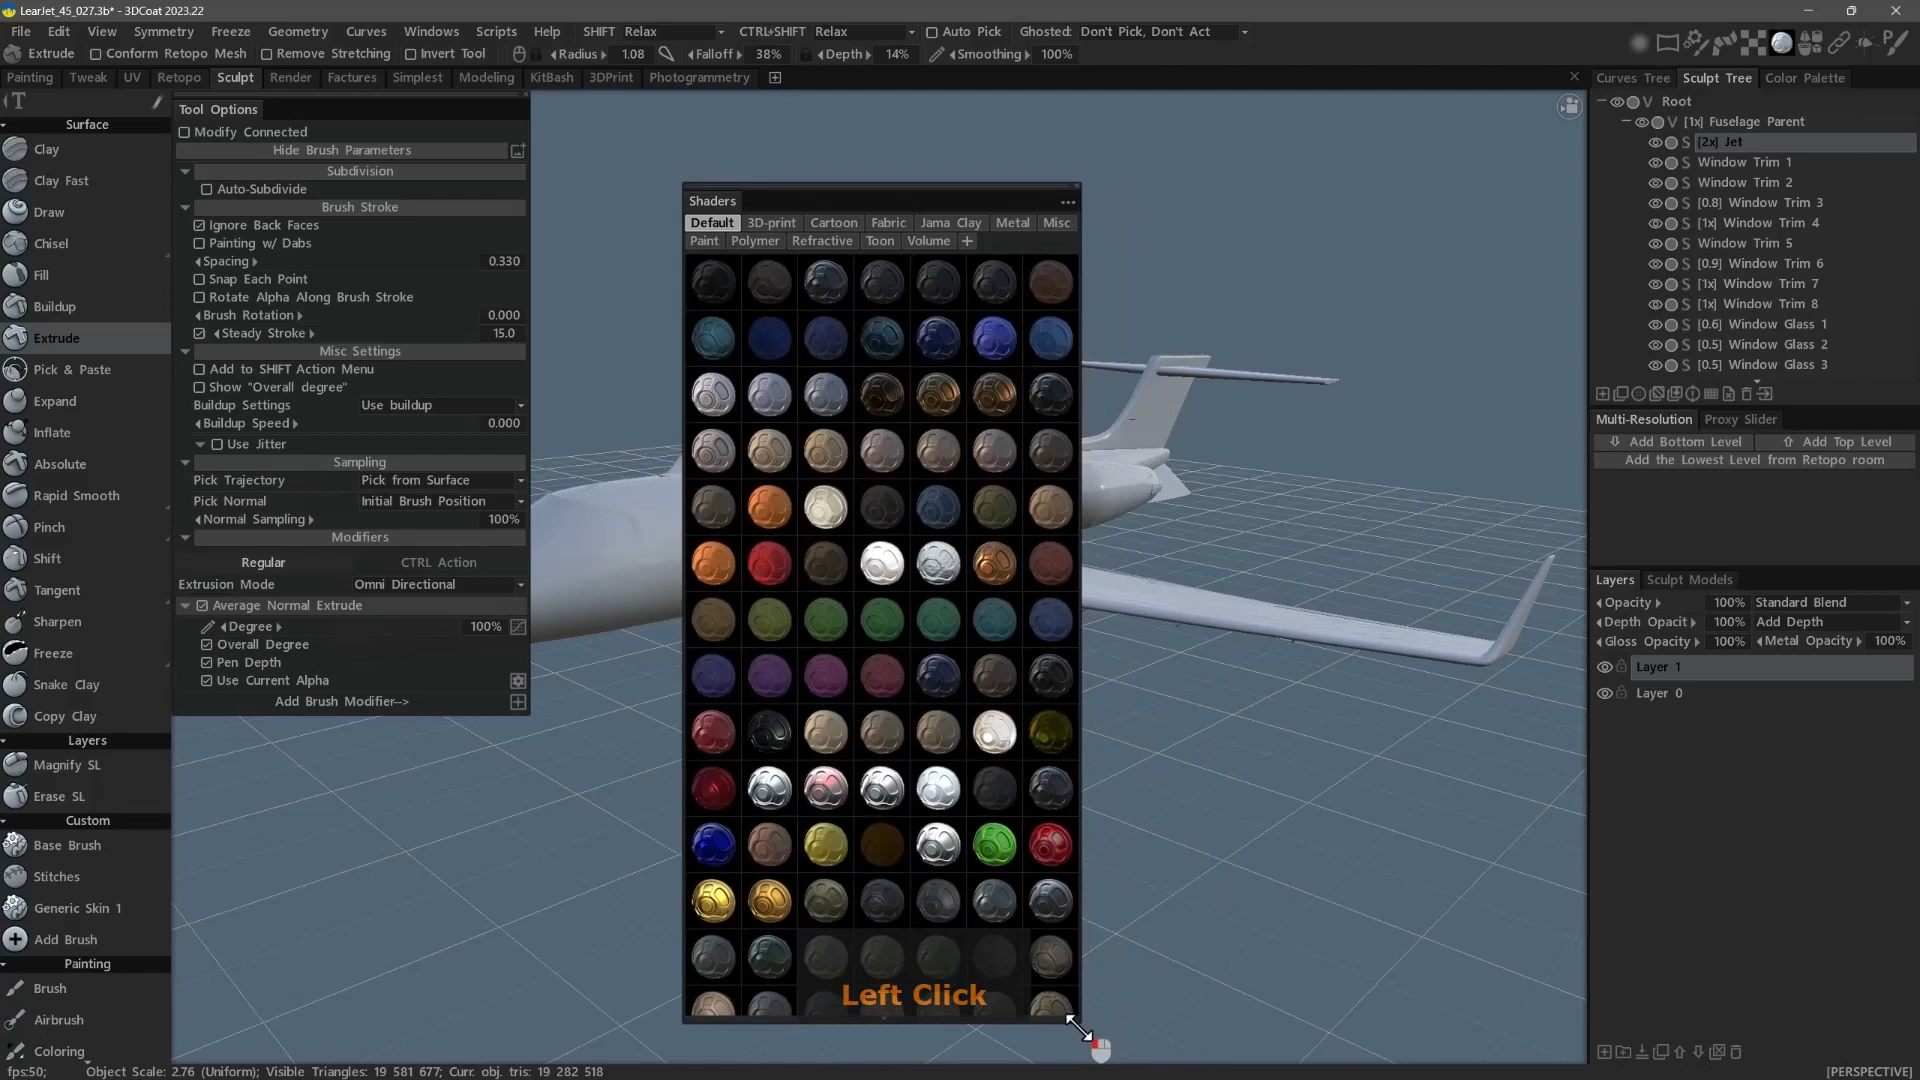 LearJet_45_027.3b* - 3DCoat 2023.22
File Edit View Symmetry Freeze Geometry Curves Windows Scripts Help SHIFT Relax CTRL+SHIFT Relax Auto Pick Ghosted: Don't Pick, Don't Act
Extrude Conform Retopo Mesh Remove Stretching Invert Tool Radius 1.08 Falloff 38% Depth 14% Smoothing 100%
Painting Tweak UV Retopo Sculpt Render Factures Simplest Modeling KitBash 3DPrint Photogrammetry
Curves Tree Sculpt Tree Color Palette
T
Surface
Clay
Clay Fast
Draw
Chisel
Fill
Buildup
Extrude
Pick & Paste
Expand
Inflate
Absolute
Rapid Smooth
Pinch
Shift
Tangent
Sharpen
Freeze
Snake Clay
Copy Clay
Layers
Magnify SL
Erase SL
Custom
Base Brush
Stitches
Generic Skin 1
Add Brush
Painting
Brush
Airbrush
Coloring
Tool Options
Modify Connected
Hide Brush Parameters
Subdivision
Auto-Subdivide
Brush Stroke
Ignore Back Faces
Painting w/ Dabs
Spacing 0.330
Snap Each Point
Rotate Alpha Along Brush Stroke
Brush Rotation 0.000
Steady Stroke 15.0
Misc Settings
Add to SHIFT Action Menu
Show "Overall degree"
Buildup Settings Use buildup
Buildup Speed 0.000
Use Jitter
Sampling
Pick Trajectory Pick from Surface
Pick Normal Initial Brush Position
Normal Sampling 100%
Modifiers
Regular CTRL Action
Extrusion Mode Omni Directional
Average Normal Extrude
Degree 100%
Overall Degree
Pen Depth
Use Current Alpha
Add Brush Modifier-->
Shaders
Default 3D-print Cartoon Fabric Jama Clay Metal Misc
Paint Polymer Refractive Toon Volume +
Left Click
V Root
V [1x] Fuselage Parent
S [2x] Jet
S Window Trim 1
S Window Trim 2
S [0.8] Window Trim 3
S [1x] Window Trim 4
S Window Trim 5
S [0.9] Window Trim 6
S [1x] Window Trim 7
S [1x] Window Trim 8
S [0.6] Window Glass 1
S [0.5] Window Glass 2
S [0.5] Window Glass 3
Multi-Resolution Proxy Slider
Add Bottom Level Add Top Level
Add the Lowest Level from Retopo room
Layers Sculpt Models
Opacity 100% Standard Blend
Depth Opacit 100% Add Depth
Gloss Opacity 100% Metal Opacity 100%
Layer 1
Layer 0
fps:50; Object Scale: 2.76 (Uniform); Visible Triangles: 19 581 677; Curr. obj. tris: 19 282 518 [PERSPECTIVE]